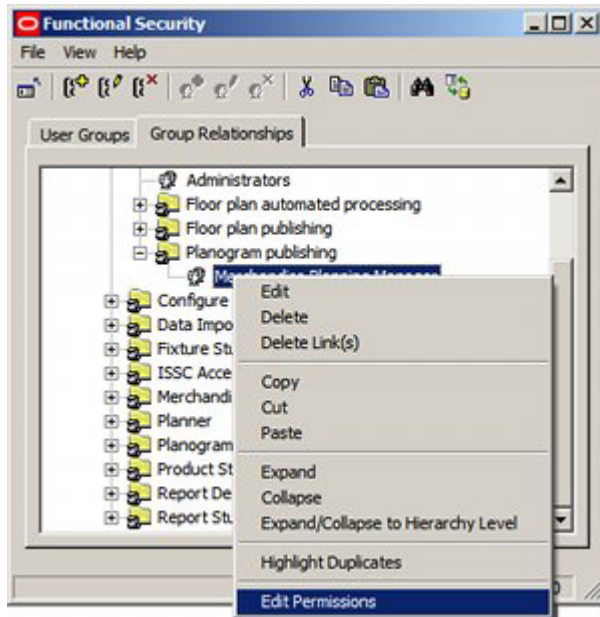 Functional Security
File View Help
User Groups Group Relationships
Administrators
Floor plan automated processing
Floor plan publishing
Planogram publishing
Configure
Data Impo
Fixture Stu
ISSC Acce
Merchandi
Planner
Planogram
Product St
Report De
Report Stu
Edit
Delete
Delete Link(s)
Copy
Cut
Paste
Expand
Collapse
Expand/Collapse to Hierarchy Level
Highlight Duplicates
Edit Permissions